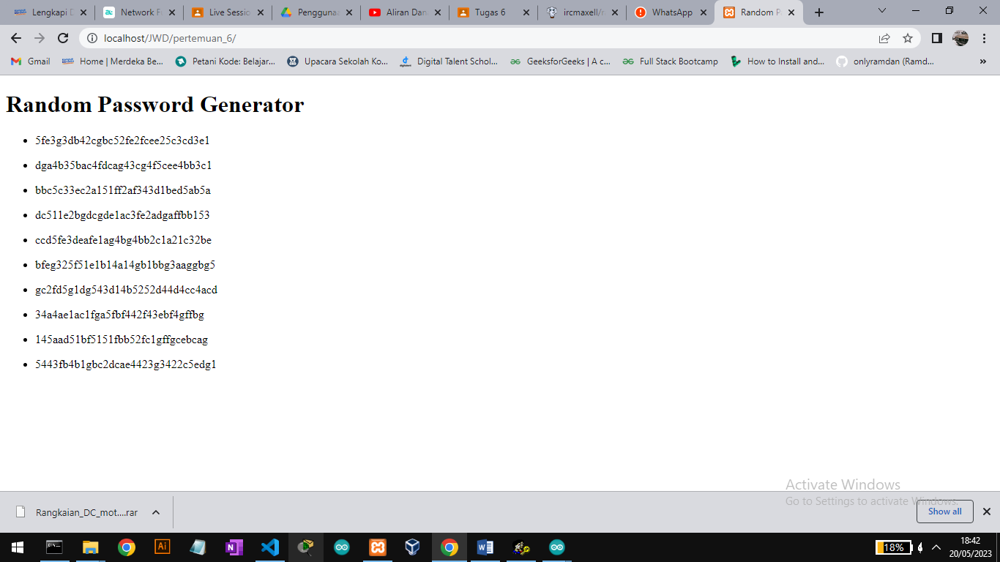 Lengkapi D
Network F
Live Sessio
Penggunaa
Aliran Dan
Tugas 6
ircmaxell/r
WhatsApp
Random P
localhost/JWD/pertemuan_6/
Gmail
Home | Merdeka Be...
Petani Kode: Belajar...
Upacara Sekolah Ko...
Digital Talent Schol...
GeeksforGeeks | A c...
Full Stack Bootcamp
How to Install and...
onlyramdan (Ramd...
Random Password Generator
5fe3g3db42cgbc52fe2fcee25c3cd3e1
dga4b35bac4fdcag43cg4f5cee4bb3c1
bbc5c33ec2a151ff2af343d1bed5ab5a
dc511e2bgdcgde1ac3fe2adgaffbb153
ccd5fe3deafe1ag4bg4bb2c1a21c32be
bfeg325f51e1b14a14gb1bbg3aaggbg5
gc2fd5g1dg543d14b5252d44d4cc4acd
34a4ae1ac1fga5fbf442f43ebf4gffbg
145aad51bf5151fbb52fc1gffgcebcag
5443fb4b1gbc2dcae4423g3422c5edg1
Activate Windows
Go to Settings to activate Windows.
Rangkaian_DC_mot....rar
Show all
18%
18:42
20/05/2023